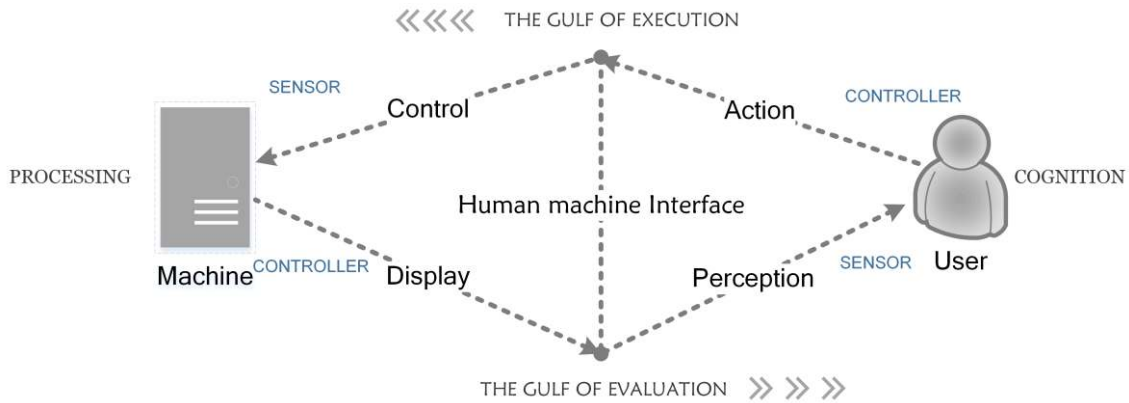 THE GULF OF EXECUTION
SENSOR
Control
Action
CONTROLLER
PROCESSING
COGNITION
Human machine Interface
Machine
CONTROLLER
Display
Perception
SENSOR
User
THE GULF OF EVALUATION